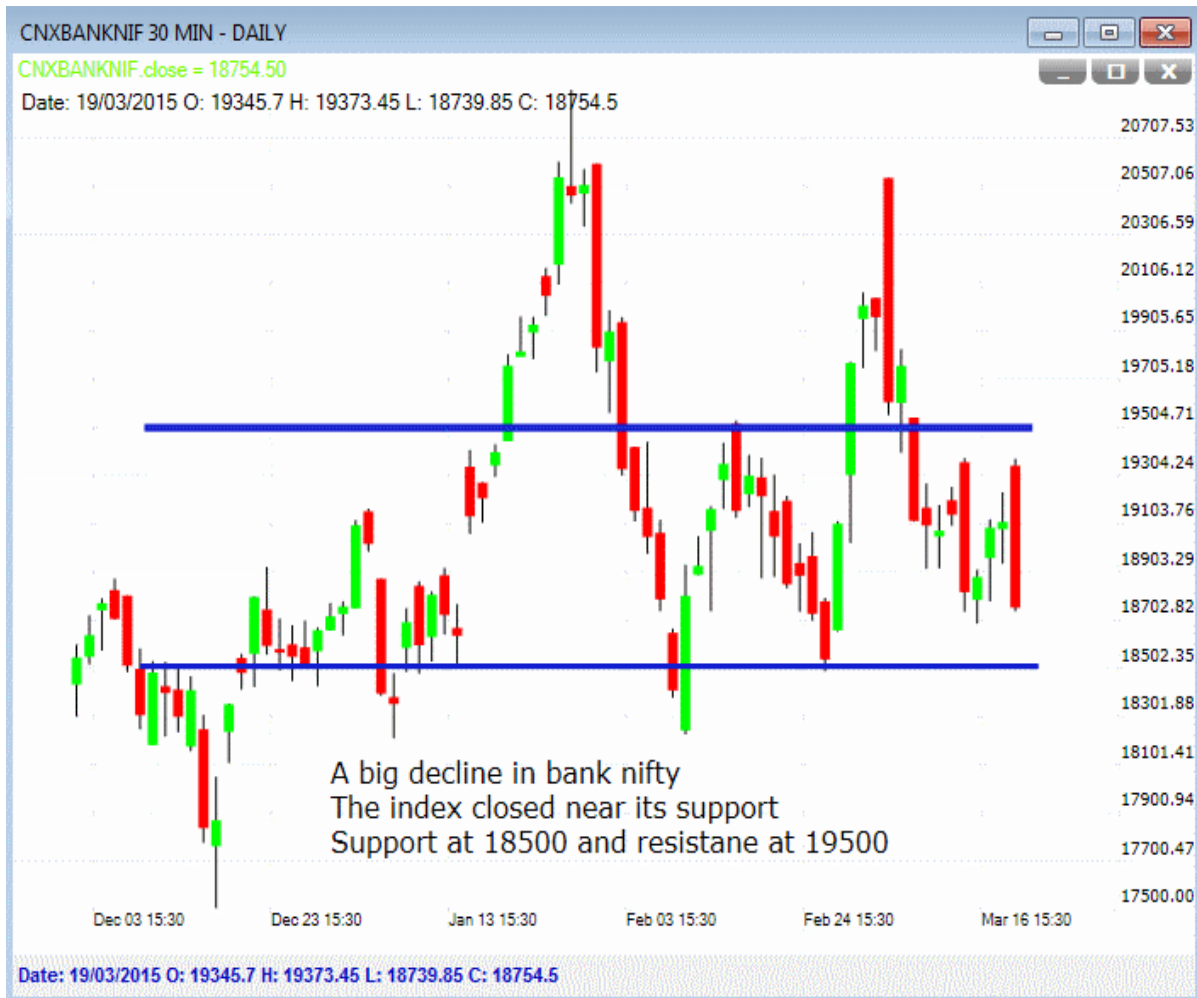 CNXBANKNIF 30 MIN - DAILY
CNXBANKNIF.close = 18754.50
Date: 19/03/2015 O: 19345.7 H: 19373.45 L: 18739.85 C: 18754.5
20707.53
20507.06
20306.59
20106.12
19905.65
19705.18
19504.71
19304.24
19103.76
18903.29
18702.82
18502.35
18301.88
18101.41
17900.94
17700.47
17500.00
A big decline in bank nifty
The index closed near its support
Support at 18500 and resistane at 19500
Dec 03 15:30 Dec 23 15:30 Jan 13 15:30 Feb 03 15:30 Feb 24 15:30 Mar 16 15:30
Date: 19/03/2015 O: 19345.7 H: 19373.45 L: 18739.85 C: 18754.5